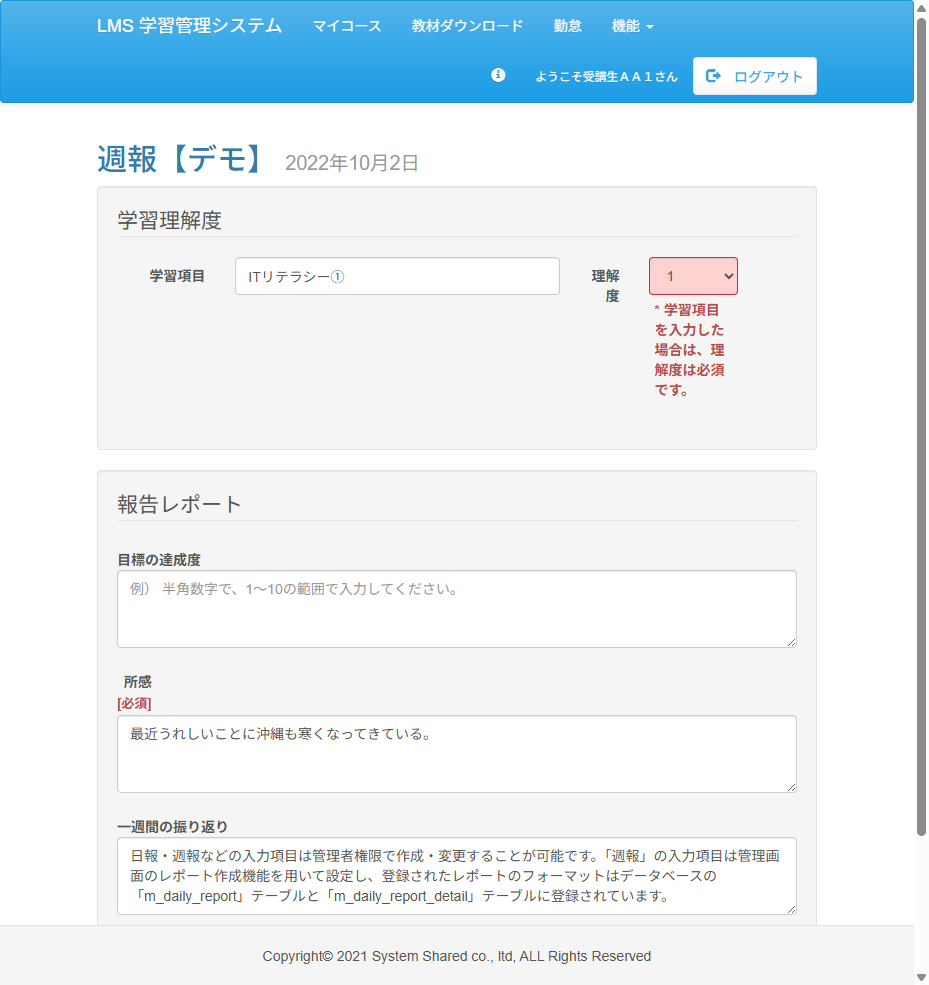 LMS 学習管理システム マイコース 教材ダウンロード 勤怠 機能
ようこそ受講生ＡＡ１さん ログアウト
週報【デモ】 2022年10月2日
学習理解度
学習項目 ITリテラシー① 理解 1
度
* 学習項目
を入力した
場合は、理
解度は必須
です。
報告レポート
目標の達成度
例） 半角数字で、1～10の範囲で入力してください。
所感
[必須]
最近うれしいことに沖縄も寒くなってきている。
一週間の振り返り
日報・週報などの入力項目は管理者権限で作成・変更することが可能です。「週報」の入力項目は管理画
面のレポート作成機能を用いて設定し、登録されたレポートのフォーマットはデータベースの
「m_daily_report」テーブルと「m_daily_report_detail」テーブルに登録されています。
Copyright© 2021 System Shared co., ltd, ALL Rights Reserved